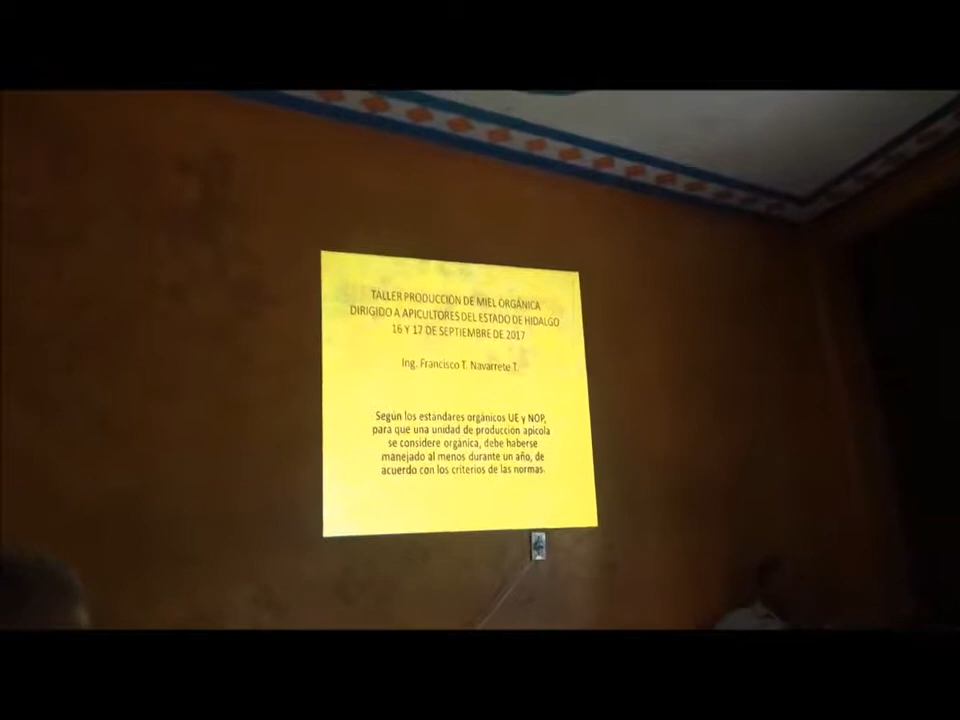 TALLER PRODUCCIÓN DE MIEL ORGÁNICA
DIRIGIDO A APICULTORES DEL ESTADO DE HIDALGO
16 Y 17 DE SEPTIEMBRE DE 2017
Ing. Francisco T. Navarrete T.
Según los estándares orgánicos UE y NOP,
para que una unidad de producción apícola
se considere orgánica, debe haberse
manejado al menos durante un año, de
acuerdo con los criterios de las normas.